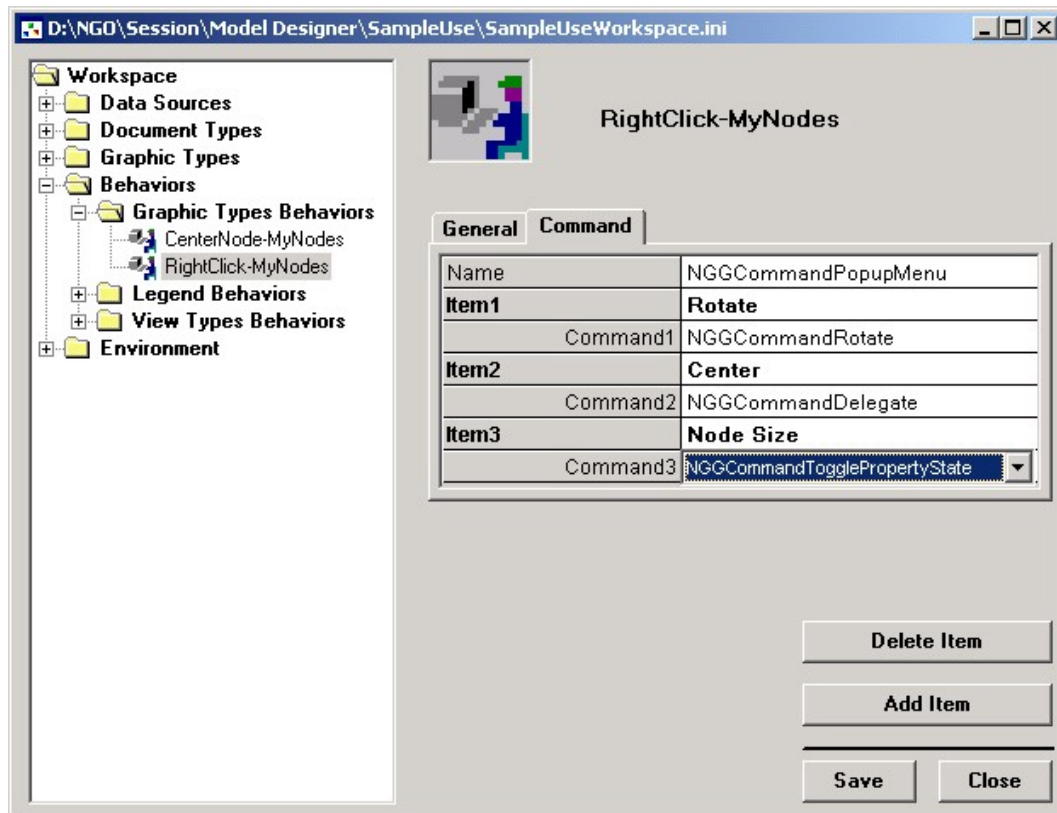 D:\NGO\Session\Model Designer\SampleUse\SampleUseWorkspace.ini
Workspace
Data Sources
Document Types
Graphic Types
Behaviors
Graphic Types Behaviors
CenterNode-MyNodes
RightClick-MyNodes
Legend Behaviors
View Types Behaviors
Environment
RightClick-MyNodes
General Command
Name NGGCommandPopupMenu
Item1 Rotate
Command1 NGGCommandRotate
Item2 Center
Command2 NGGCommandDelegate
Item3 Node Size
Command3 NGGCommandTogglePropertyState
Delete Item
Add Item
Save Close